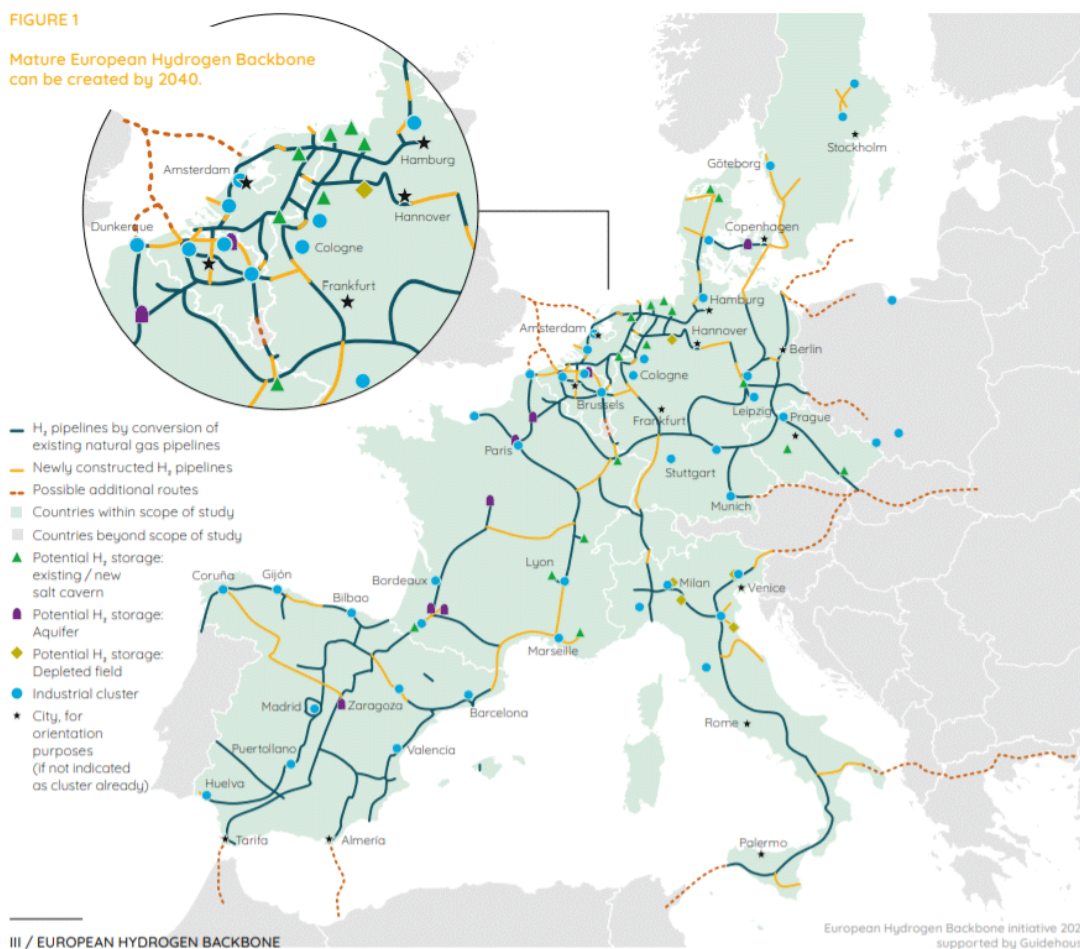 FIGURE 1
Mature European Hydrogen Backbone
can be created by 2040.
Amsterdam
Hamburg
Hannover
Dunkerque
Cologne
Frankfurt
H₂ pipelines by conversion of
existing natural gas pipelines
Newly constructed H₂ pipelines
Possible additional routes
Countries within scope of study
Countries beyond scope of study
Potential H₂ storage:
existing / new
salt cavern
Potential H₂ storage:
Aquifer
Potential H₂ storage:
Depleted field
Industrial cluster
City, for
orientation
purposes
(if not indicated
as cluster already)
Stockholm
Göteborg
Copenhagen
Hamburg
Amsterdam
Hannover
Berlin
Cologne
Brussels
Leipzig
Prague
Frankfurt
Paris
Stuttgart
Munich
Lyon
Coruña
Gijón
Bordeaux
Milan
Venice
Bilbao
Marseille
Madrid
Zaragoza
Barcelona
Rome
Puertollano
Valencia
Huelva
Tarifa
Almería
Palermo
III / EUROPEAN HYDROGEN BACKBONE
European Hydrogen Backbone initiative 202
supported by Guidehou